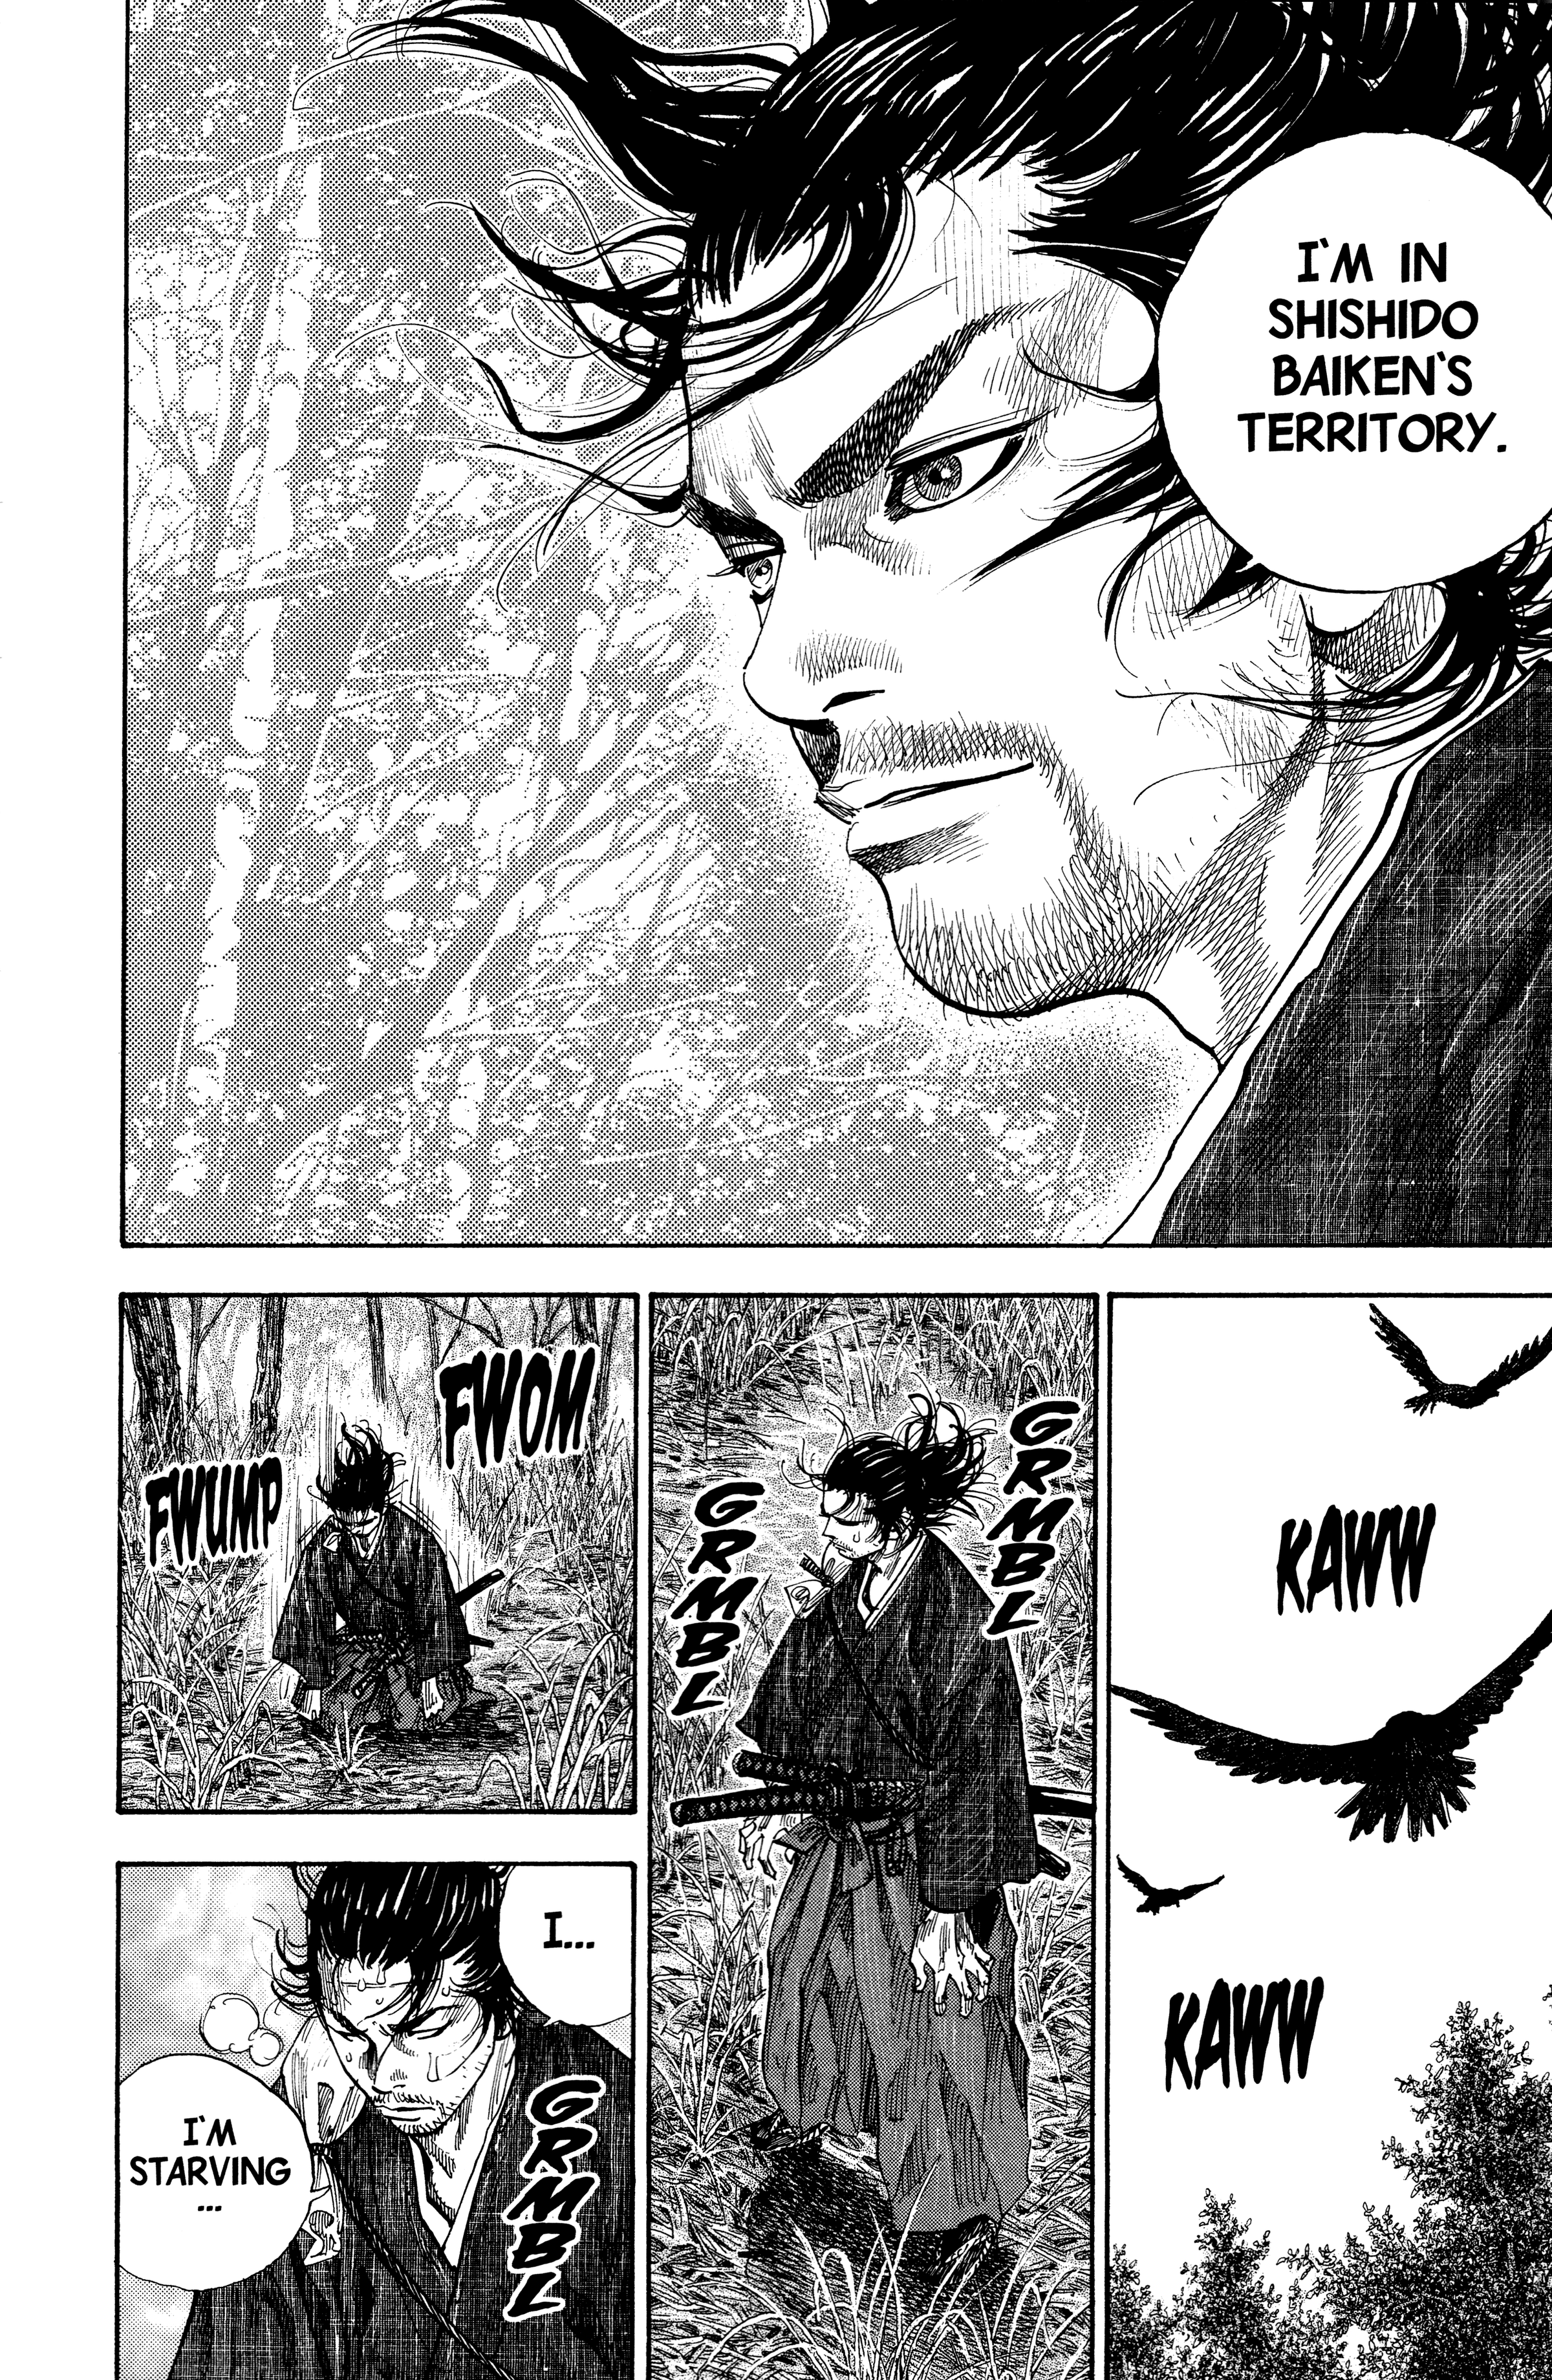 I'M IN
SHISHIDO
BAIKEN'S
TERRITORY.
KAWW
KAWW
GRMBL
GRMBL
FWOM
FWUMP
I...
I'M
STARVING
...
GRMBL